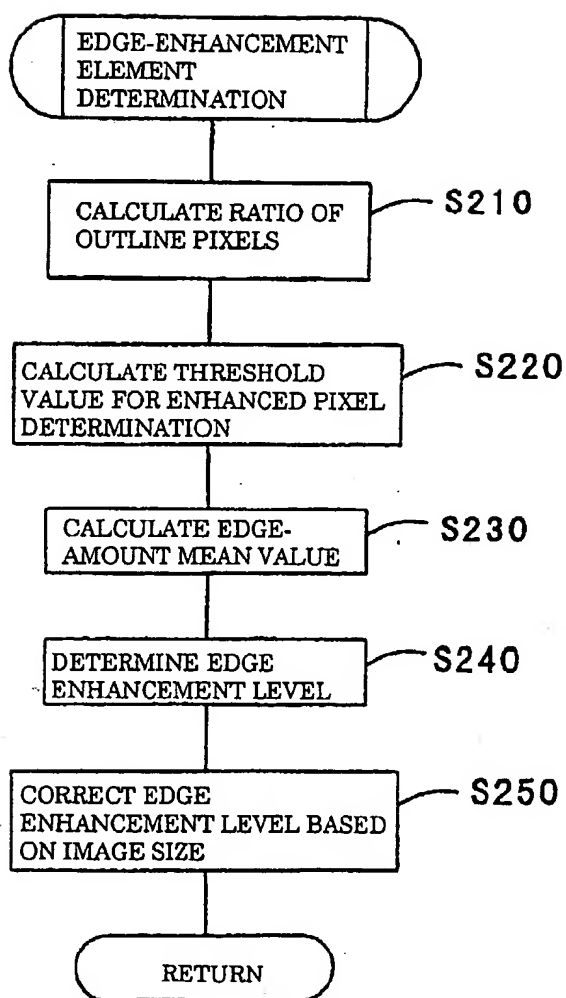 EDGE-ENHANCEMENT
ELEMENT
DETERMINATION
CALCULATE RATIO OF
OUTLINE PIXELS
S210
CALCULATE THRESHOLD
VALUE FOR ENHANCED PIXEL
DETERMINATION
S220
CALCULATE EDGE-
AMOUNT MEAN VALUE
S230
DETERMINE EDGE
ENHANCEMENT LEVEL
S240
CORRECT EDGE
ENHANCEMENT LEVEL BASED
ON IMAGE SIZE
S250
RETURN